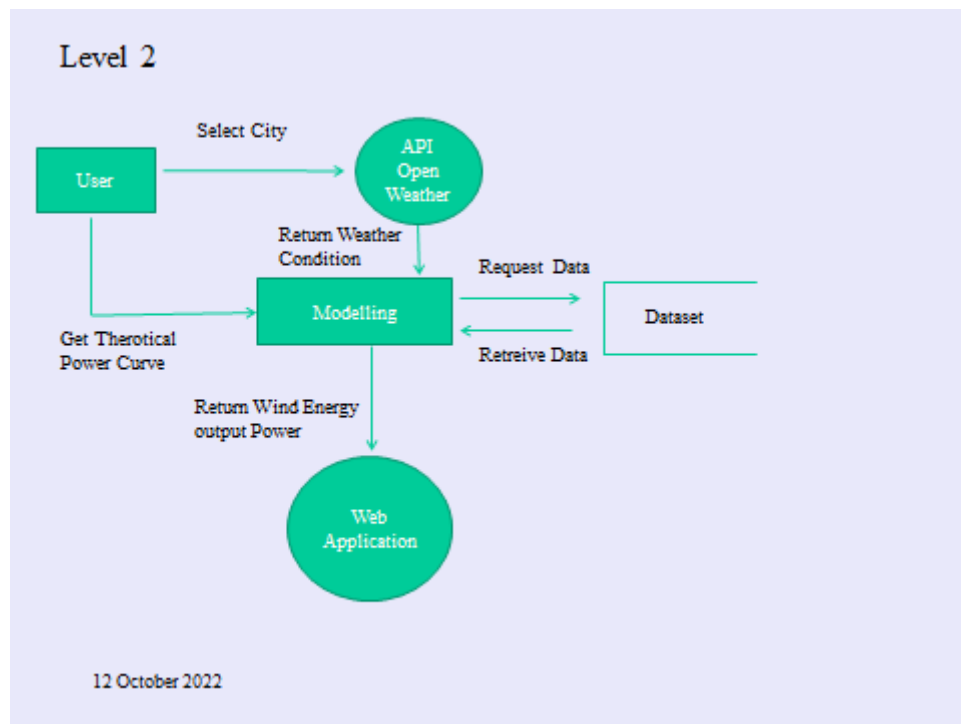 Level 2
Select City
API
Open
Weather
User
Return Weather
Condition
Request Data
Modelling
Dataset
Get Therotical
Power Curve
Retreive Data
Return Wind Energy
output Power
Web
Application
12 October 2022